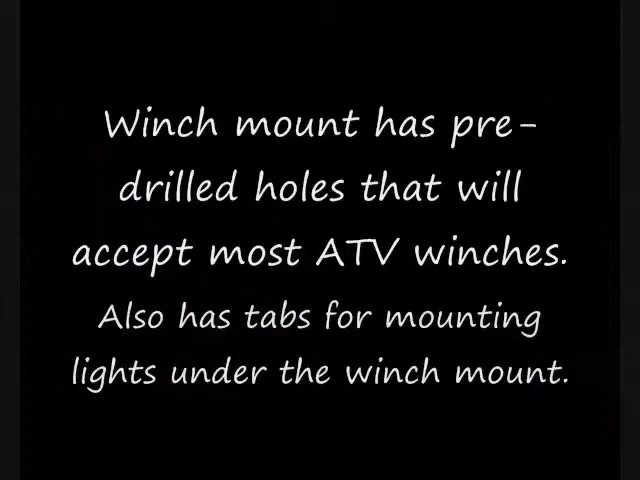 Winch mount has pre-
drilled holes that will
accept most ATV winches.
Also has tabs for mounting
lights under the winch mount.